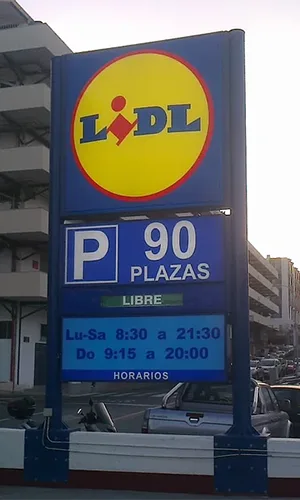 LIDL
P 90
PLAZAS
LIBRE
Lu-Sa 8:30 a 21:30
Do 9:15 a 20:00
HORARIOS